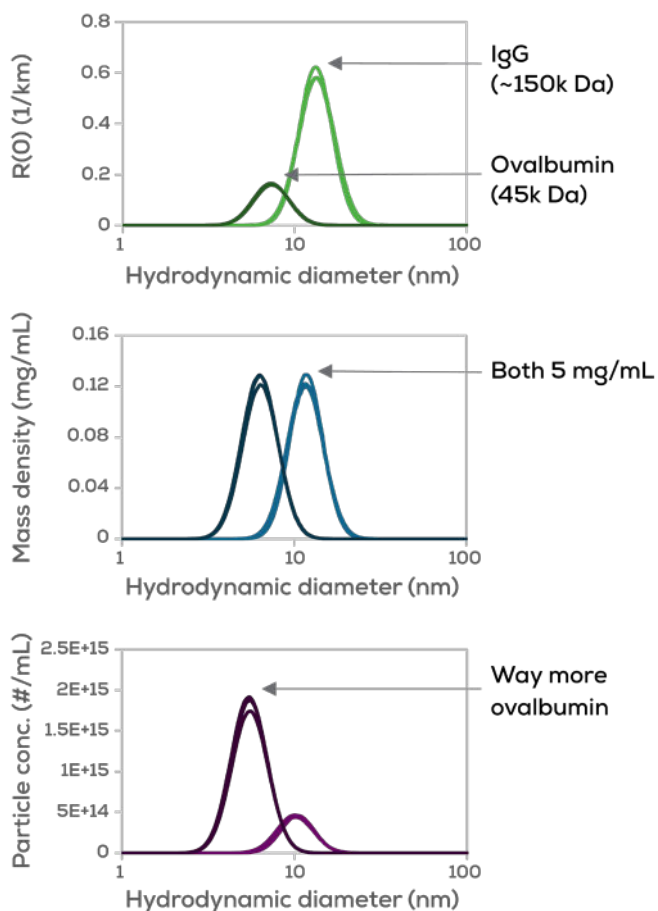 R(0) (1/km)
0.8
0.6
0.4
0.2
0
1
10
100
Hydrodynamic diameter (nm)
IgG
(~150k Da)
Ovalbumin
(45k Da)
Mass density (mg/mL)
0.16
0.12
0.08
0.04
0
1
10
100
Hydrodynamic diameter (nm)
Both 5 mg/mL
Particle conc. (#/mL)
2.5E+15
2E+15
1.5E+15
1E+15
5E+14
0
1
10
100
Hydrodynamic diameter (nm)
Way more
ovalbumin